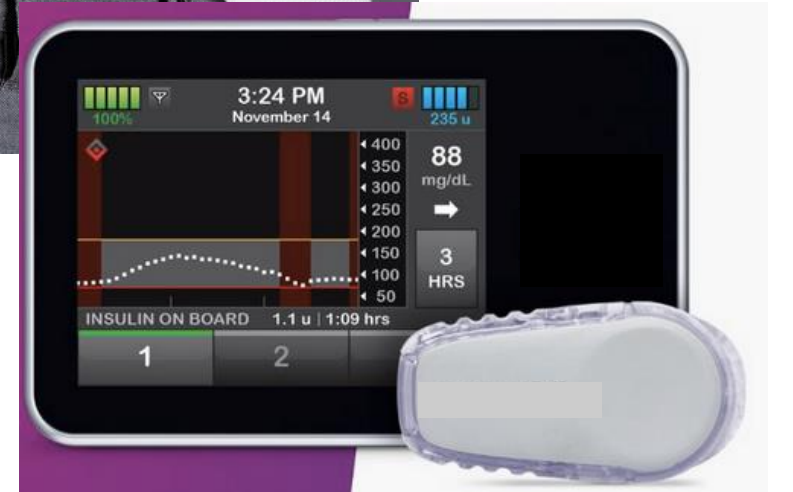 3:24 PM
November 14
100%
S
235 u
400
350
300
250
200
150
100
50
88
mg/dL
3
HRS
INSULIN ON BOARD 1.1 u | 1:09 hrs
1
2